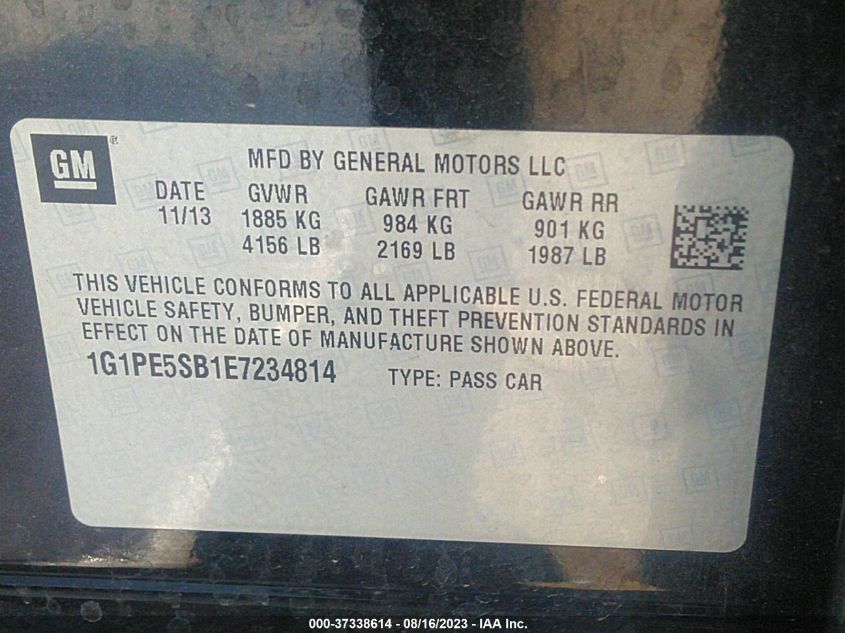 GM®
MFD BY GENERAL MOTORS LLC
DATE GVWR GAWR FRT GAWR RR
11/13 1885 KG 984 KG 901 KG
4156 LB 2169 LB 1987 LB
THIS VEHICLE CONFORMS TO ALL APPLICABLE U.S. FEDERAL MOTOR
VEHICLE SAFETY, BUMPER, AND THEFT PREVENTION STANDARDS IN
EFFECT ON THE DATE OF MANUFACTURE SHOWN ABOVE.
1G1PE5SB1E7234814 TYPE: PASS CAR
000-37338614 - 08/16/2023 - IAA Inc.